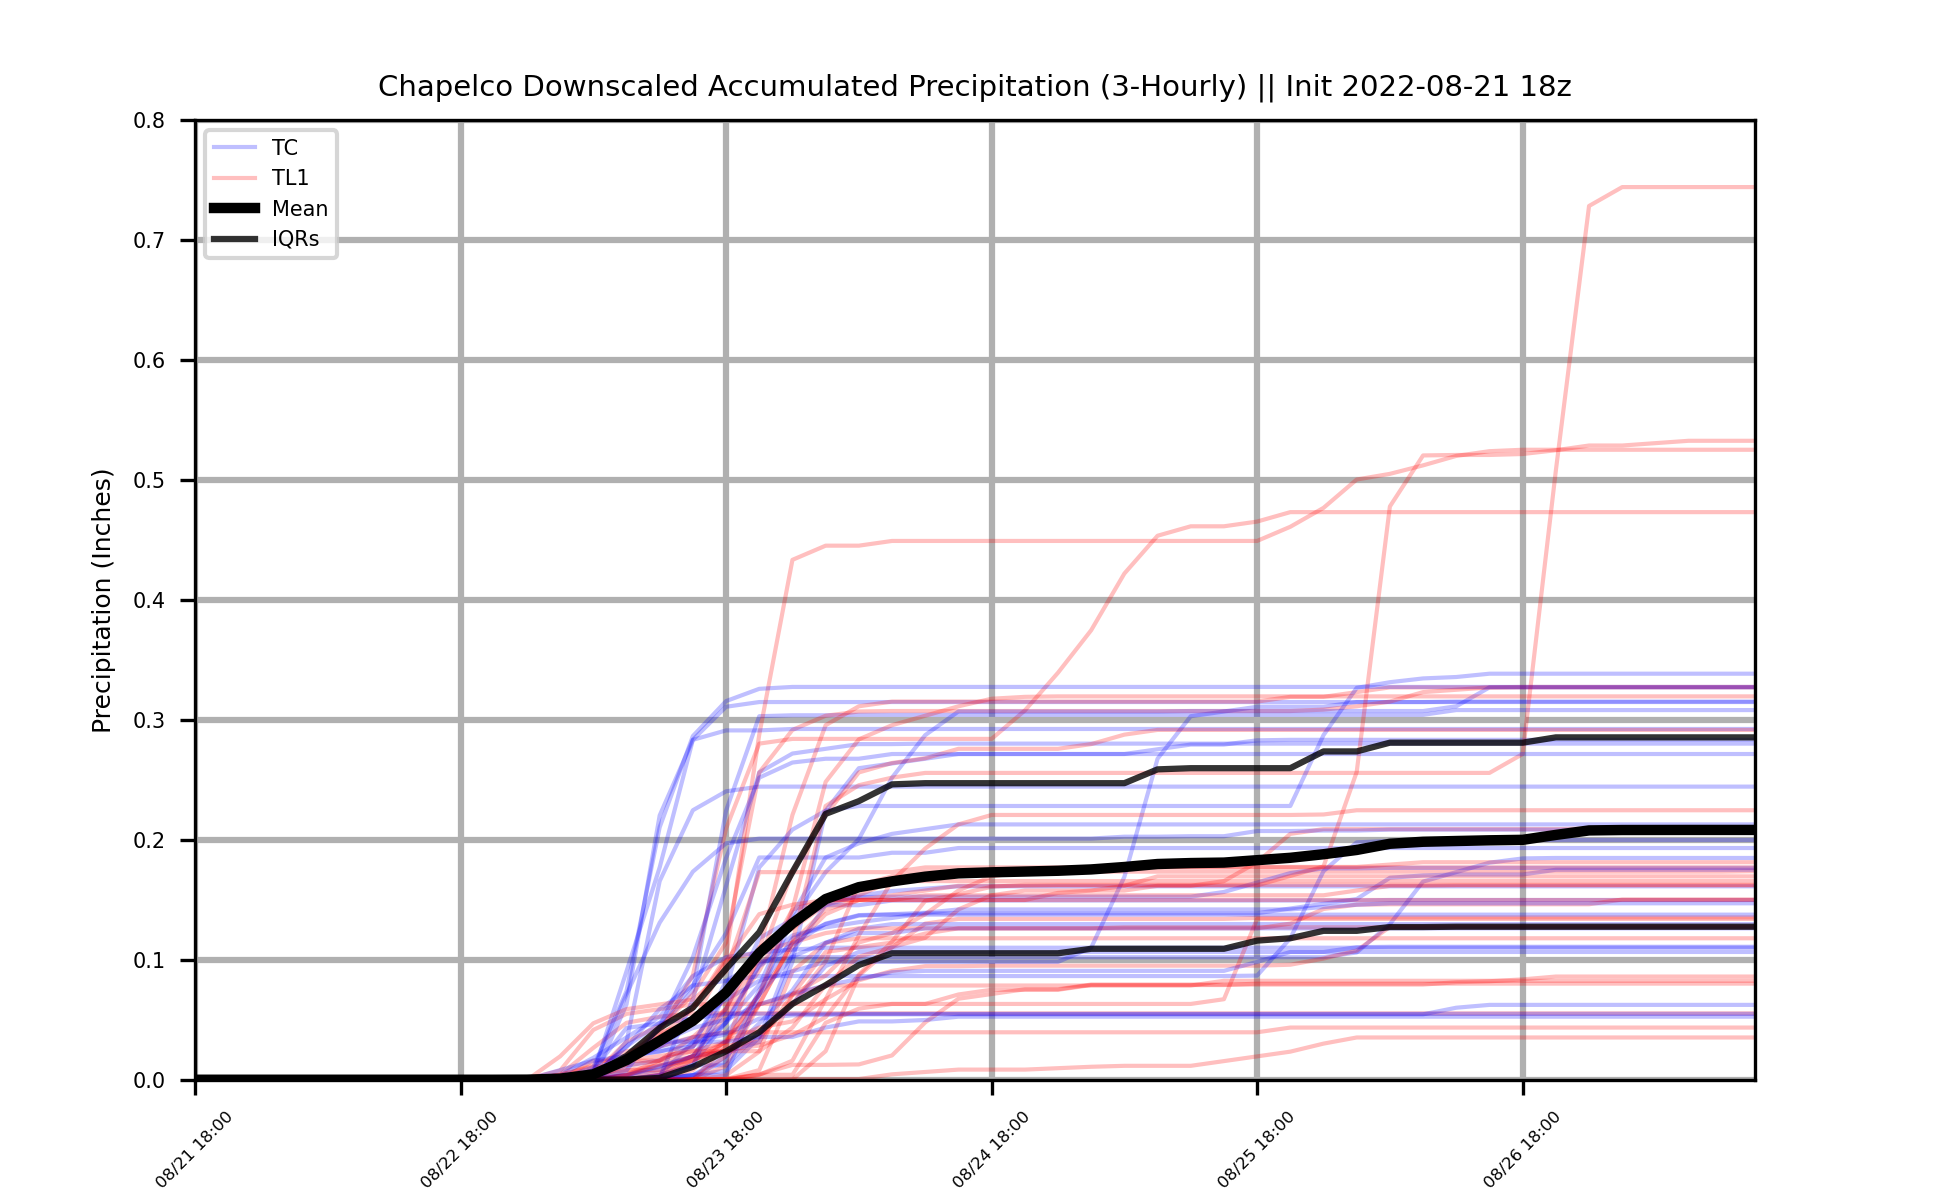 Chapelco Downscaled Accumulated Precipitation (3-Hourly) || Init 2022-08-21 18z
TC
TL1
Mean
IQRs
Precipitation (Inches)
0.8
0.7
0.6
0.5
0.4
0.3
0.2
0.1
0.0
08/21 18:00
08/22 18:00
08/23 18:00
08/24 18:00
08/25 18:00
08/26 18:00